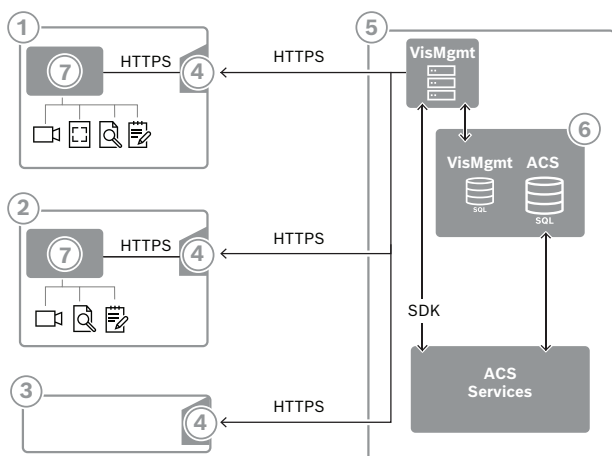 1
7
HTTPS
4
HTTPS
2
7
HTTPS
4
HTTPS
3
4
HTTPS
5
VisMgmt
6
VisMgmt
ACS
SQL
SQL
SDK
ACS
Services